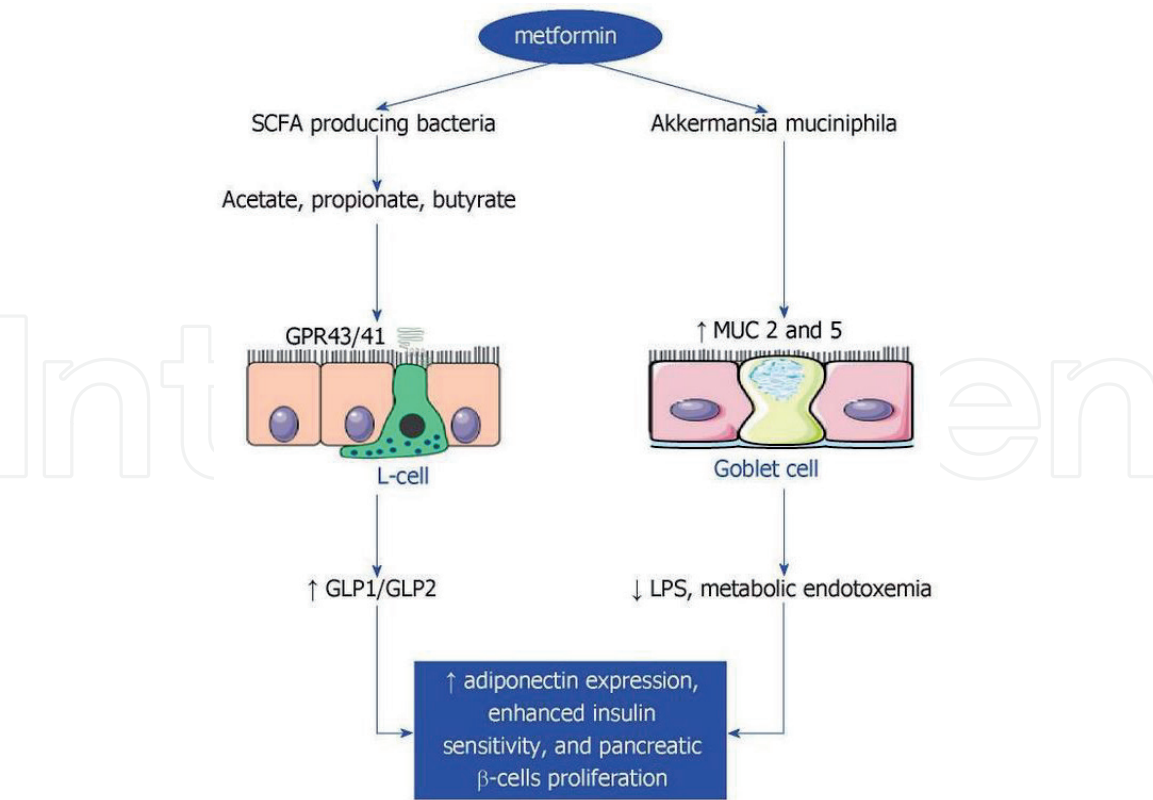 metformin
SCFA producing bacteria
Akkermansia muciniphila
Acetate, propionate, butyrate
GPR43/41
↑ MUC 2 and 5
L-cell
Goblet cell
↑ GLP1/GLP2
↓ LPS, metabolic endotoxemia
↑ adiponectin expression,
enhanced insulin
sensitivity, and pancreatic
β-cells proliferation